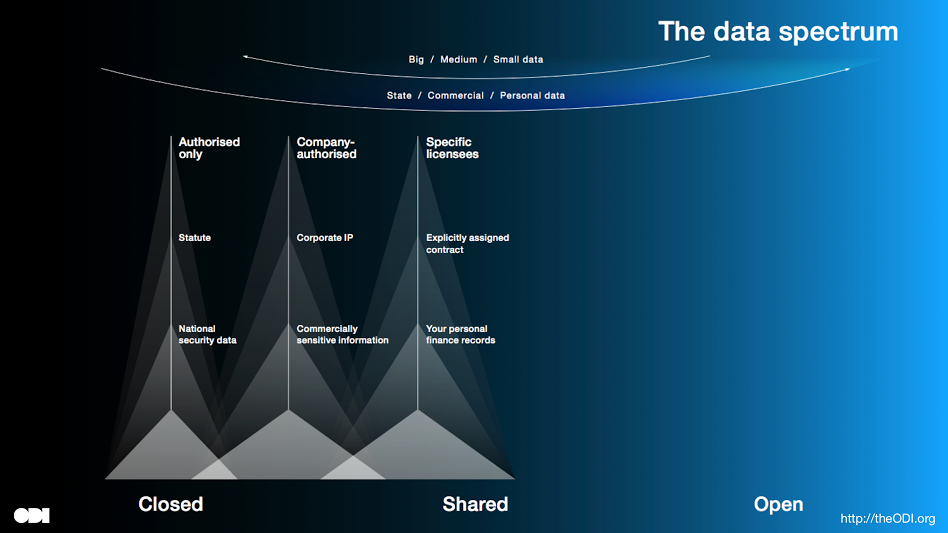 The data spectrum
Big / Medium / Small data
State / Commercial / Personal data
Authorised
only
Company-
authorised
Specific
licensees
Statute
Corporate IP
Explicitly assigned
contract
National
security data
Commercially
sensitive information
Your personal
finance records
Closed
Shared
Open
ODI
http://theODI.org